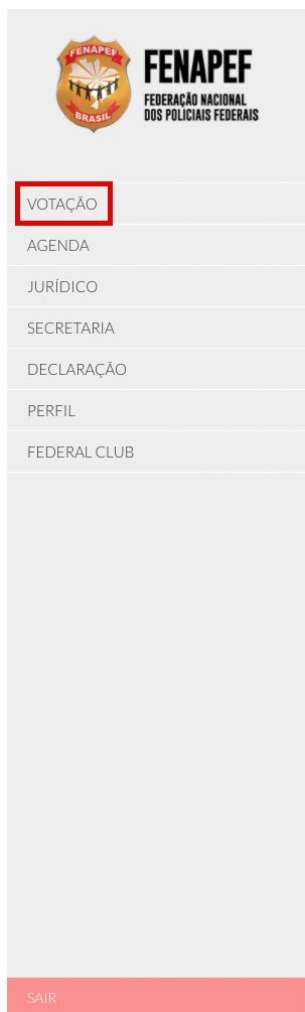 FENAPEF
BRASIL
FENAPEF
FEDERAÇÃO NACIONAL
DOS POLICIAIS FEDERAIS
VOTAÇÃO
AGENDA
JURÍDICO
SECRETARIA
DECLARAÇÃO
PERFIL
FEDERAL CLUB
SAIR